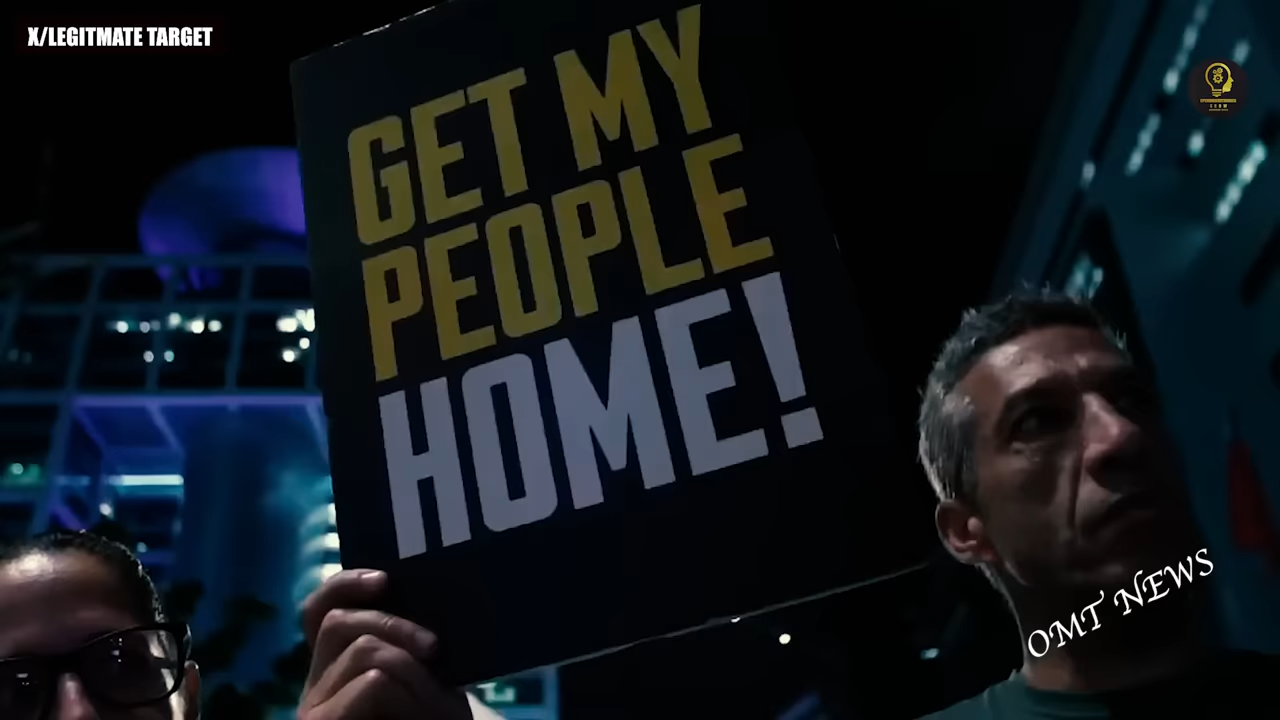 X/LEGITMATE TARGET
GET MY
PEOPLE
HOME!
OMT NEWS